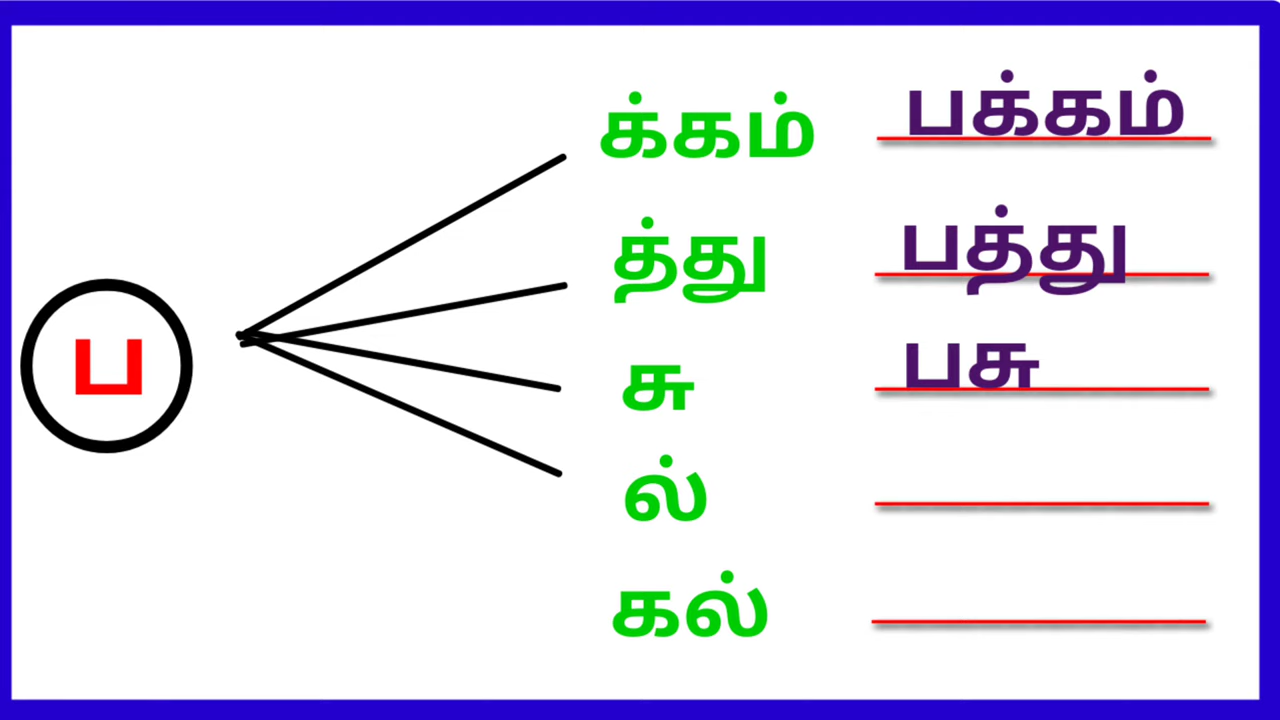 ப
க்கம் பக்கம்
த்து பத்து
சு பசு
ல்
கல்